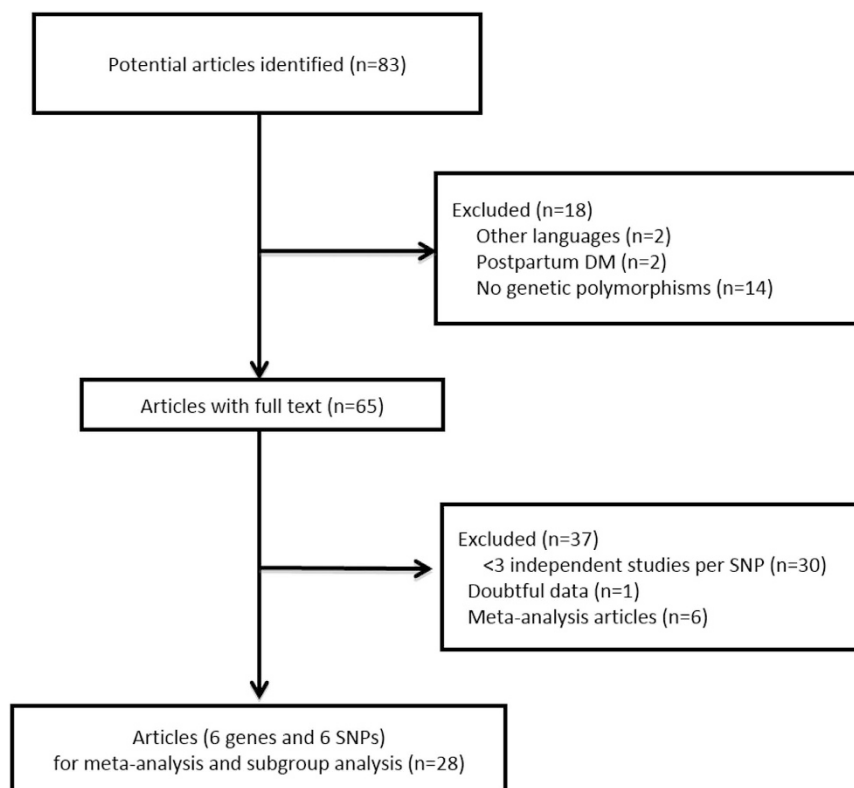 Potential articles identified (n=83)
Excluded (n=18)
Other languages (n=2)
Postpartum DM (n=2)
No genetic polymorphisms (n=14)
Articles with full text (n=65)
Excluded (n=37)
<3 independent studies per SNP (n=30)
Doubtful data (n=1)
Meta-analysis articles (n=6)
Articles (6 genes and 6 SNPs)
for meta-analysis and subgroup analysis (n=28)